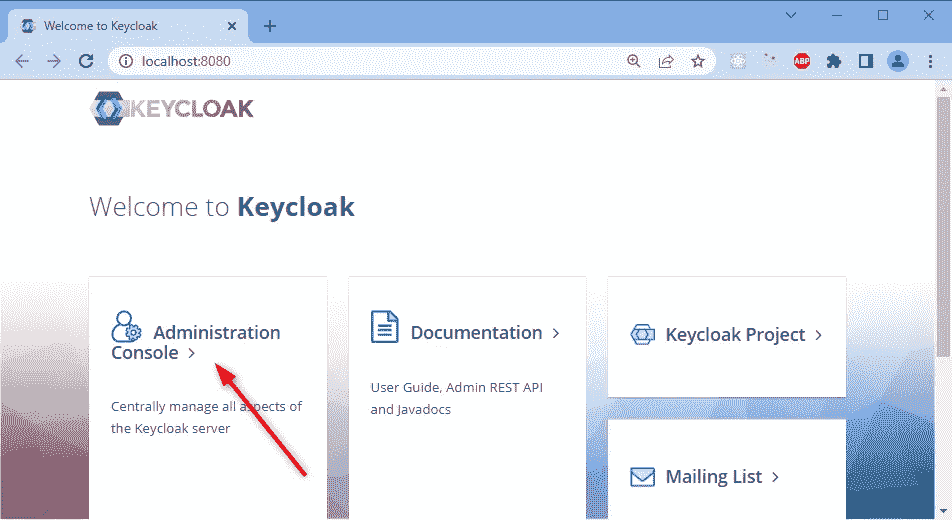 Welcome to Keycloak
localhost:8080
ABP
KEYCLOAK
Welcome to Keycloak
Administration
Console
Centrally manage all aspects of
the Keycloak server
Documentation
User Guide, Admin REST API
and Javadocs
Keycloak Project
Mailing List